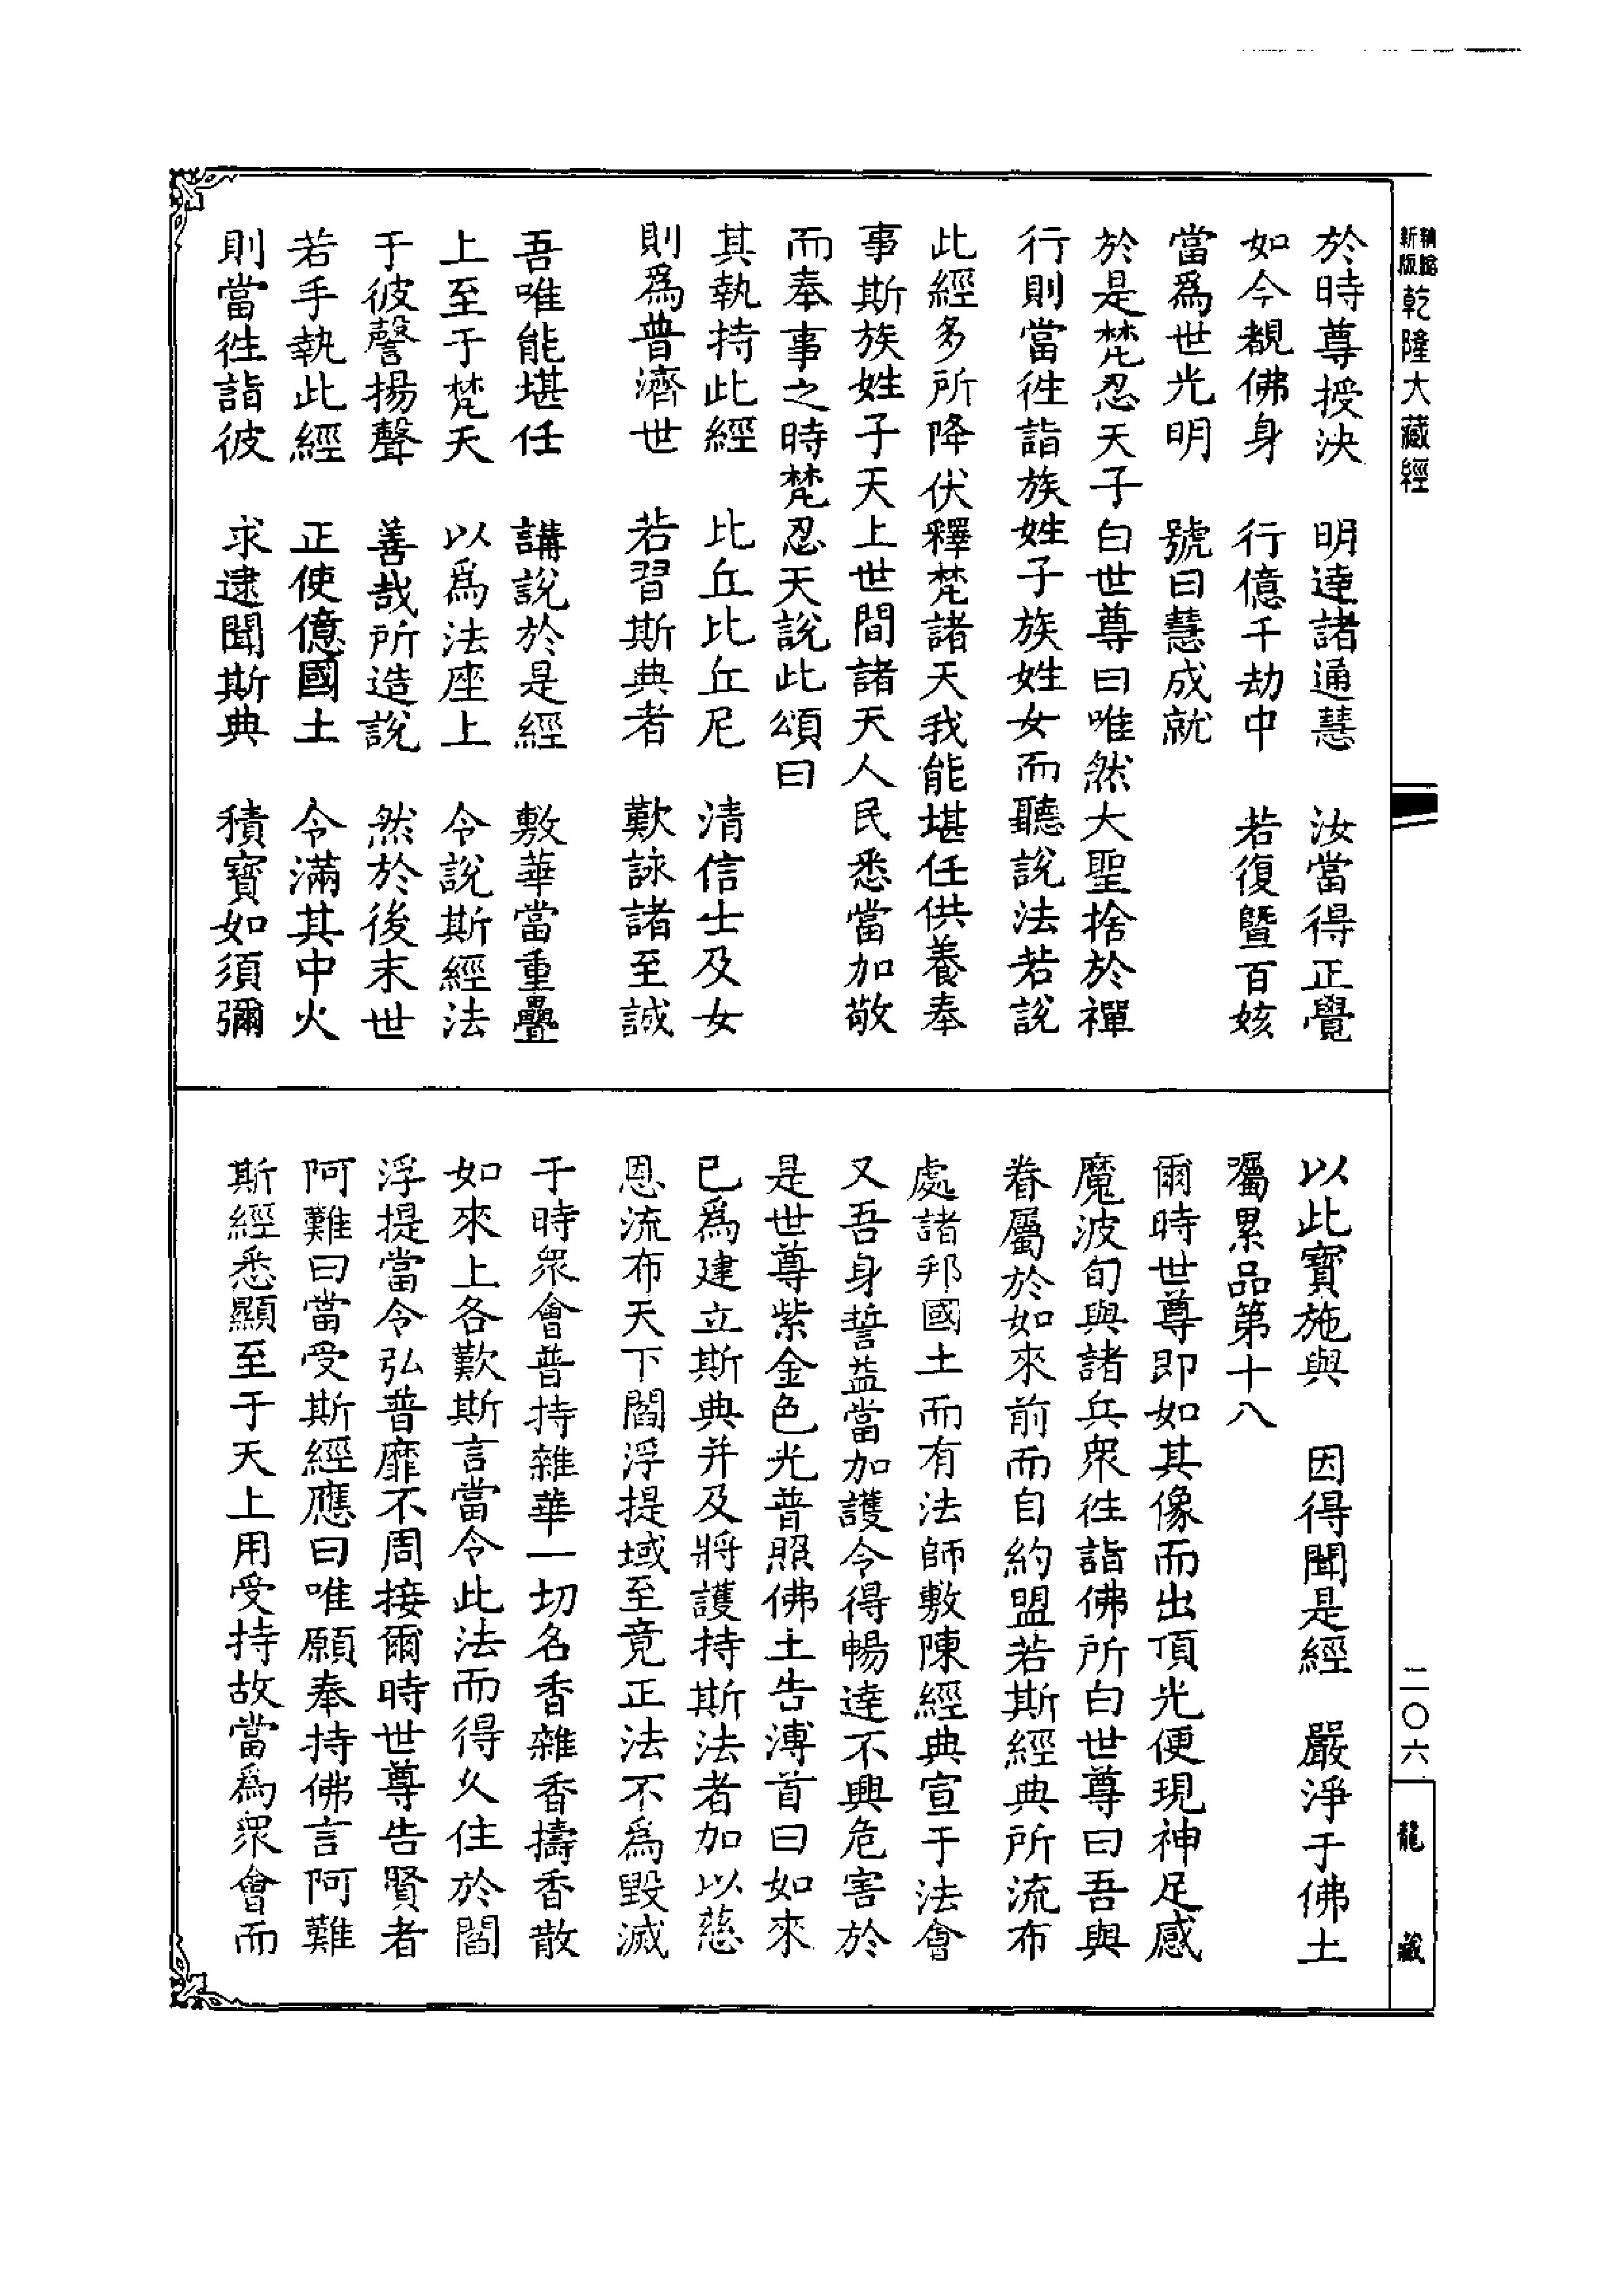 新版
乾隆大藏經
於時尊授決　明達諸通慧　汝當得正覺
如今覩佛身　行億千劫中　若復暨百姟
當爲世光明　號曰慧成就
於是梵忍天子白世尊曰唯然大聖捨於禪
行則當往詣族姓子族姓女而聽說法若說
此經多所降伏釋梵諸天我能堪任供養奉
事斯族姓子天上世間諸天人民悉當加敬
而奉事之時梵忍天說此頌曰
其執持此經　比丘比丘尼　清信士及女
則爲普濟世　若習斯典者　歎詠諸至誠
吾唯能堪任　講說於是經　敷華當重疊
上至于梵天　以爲法座上　令說斯經法
于彼謦揚聲　善哉所造說　然於後末世
若手執此經　正使億國土　令滿其中火
則當往詣彼　求逮聞斯典　積寶如須彌
以此寶施與　因得聞是經　嚴淨于佛土
囑累品第十八
爾時世尊即如其像而出頂光便現神足感
魔波旬與諸兵衆往詣佛所白世尊曰吾與
眷屬於如來前而自約盟若斯經典所流布
處諸邦國土而有法師敷陳經典宣于法會
又吾身誓益當加護令得暢達不興危害於
是世尊紫金色光普照佛土告溥首曰如來
已爲建立斯典并及將護持斯法者加以慈
恩流布天下閻浮提域至竟正法不爲毀滅
于時衆會普持雜華一切名香雜香擣香散
如來上各歎斯言當令此法而得久住於閻
浮提當令弘普靡不周接爾時世尊告賢者
阿難曰當受斯經應曰唯願奉持佛言阿難
斯經悉顯至于天上用受持故當爲衆會而
二〇六
龍藏